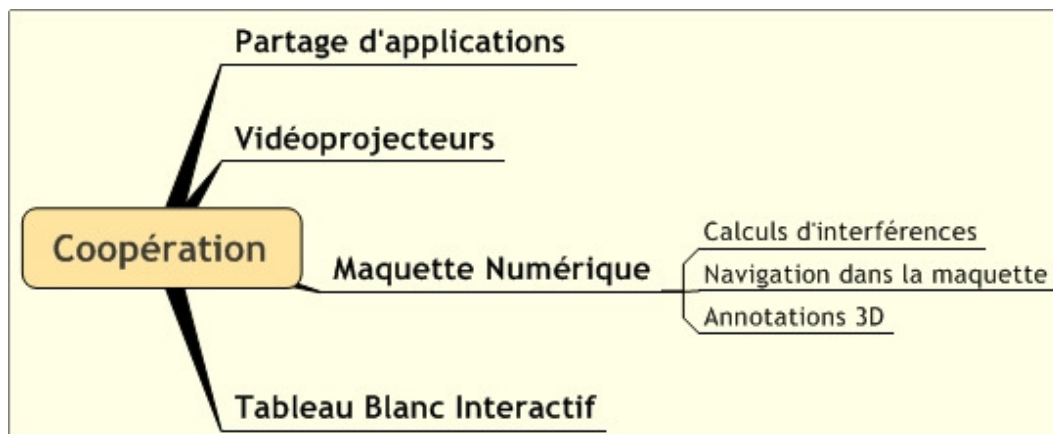 Partage d'applications
Vidéoprojecteurs
Coopération
Maquette Numérique
Calculs d'interférences
Navigation dans la maquette
Annotations 3D
Tableau Blanc Interactif